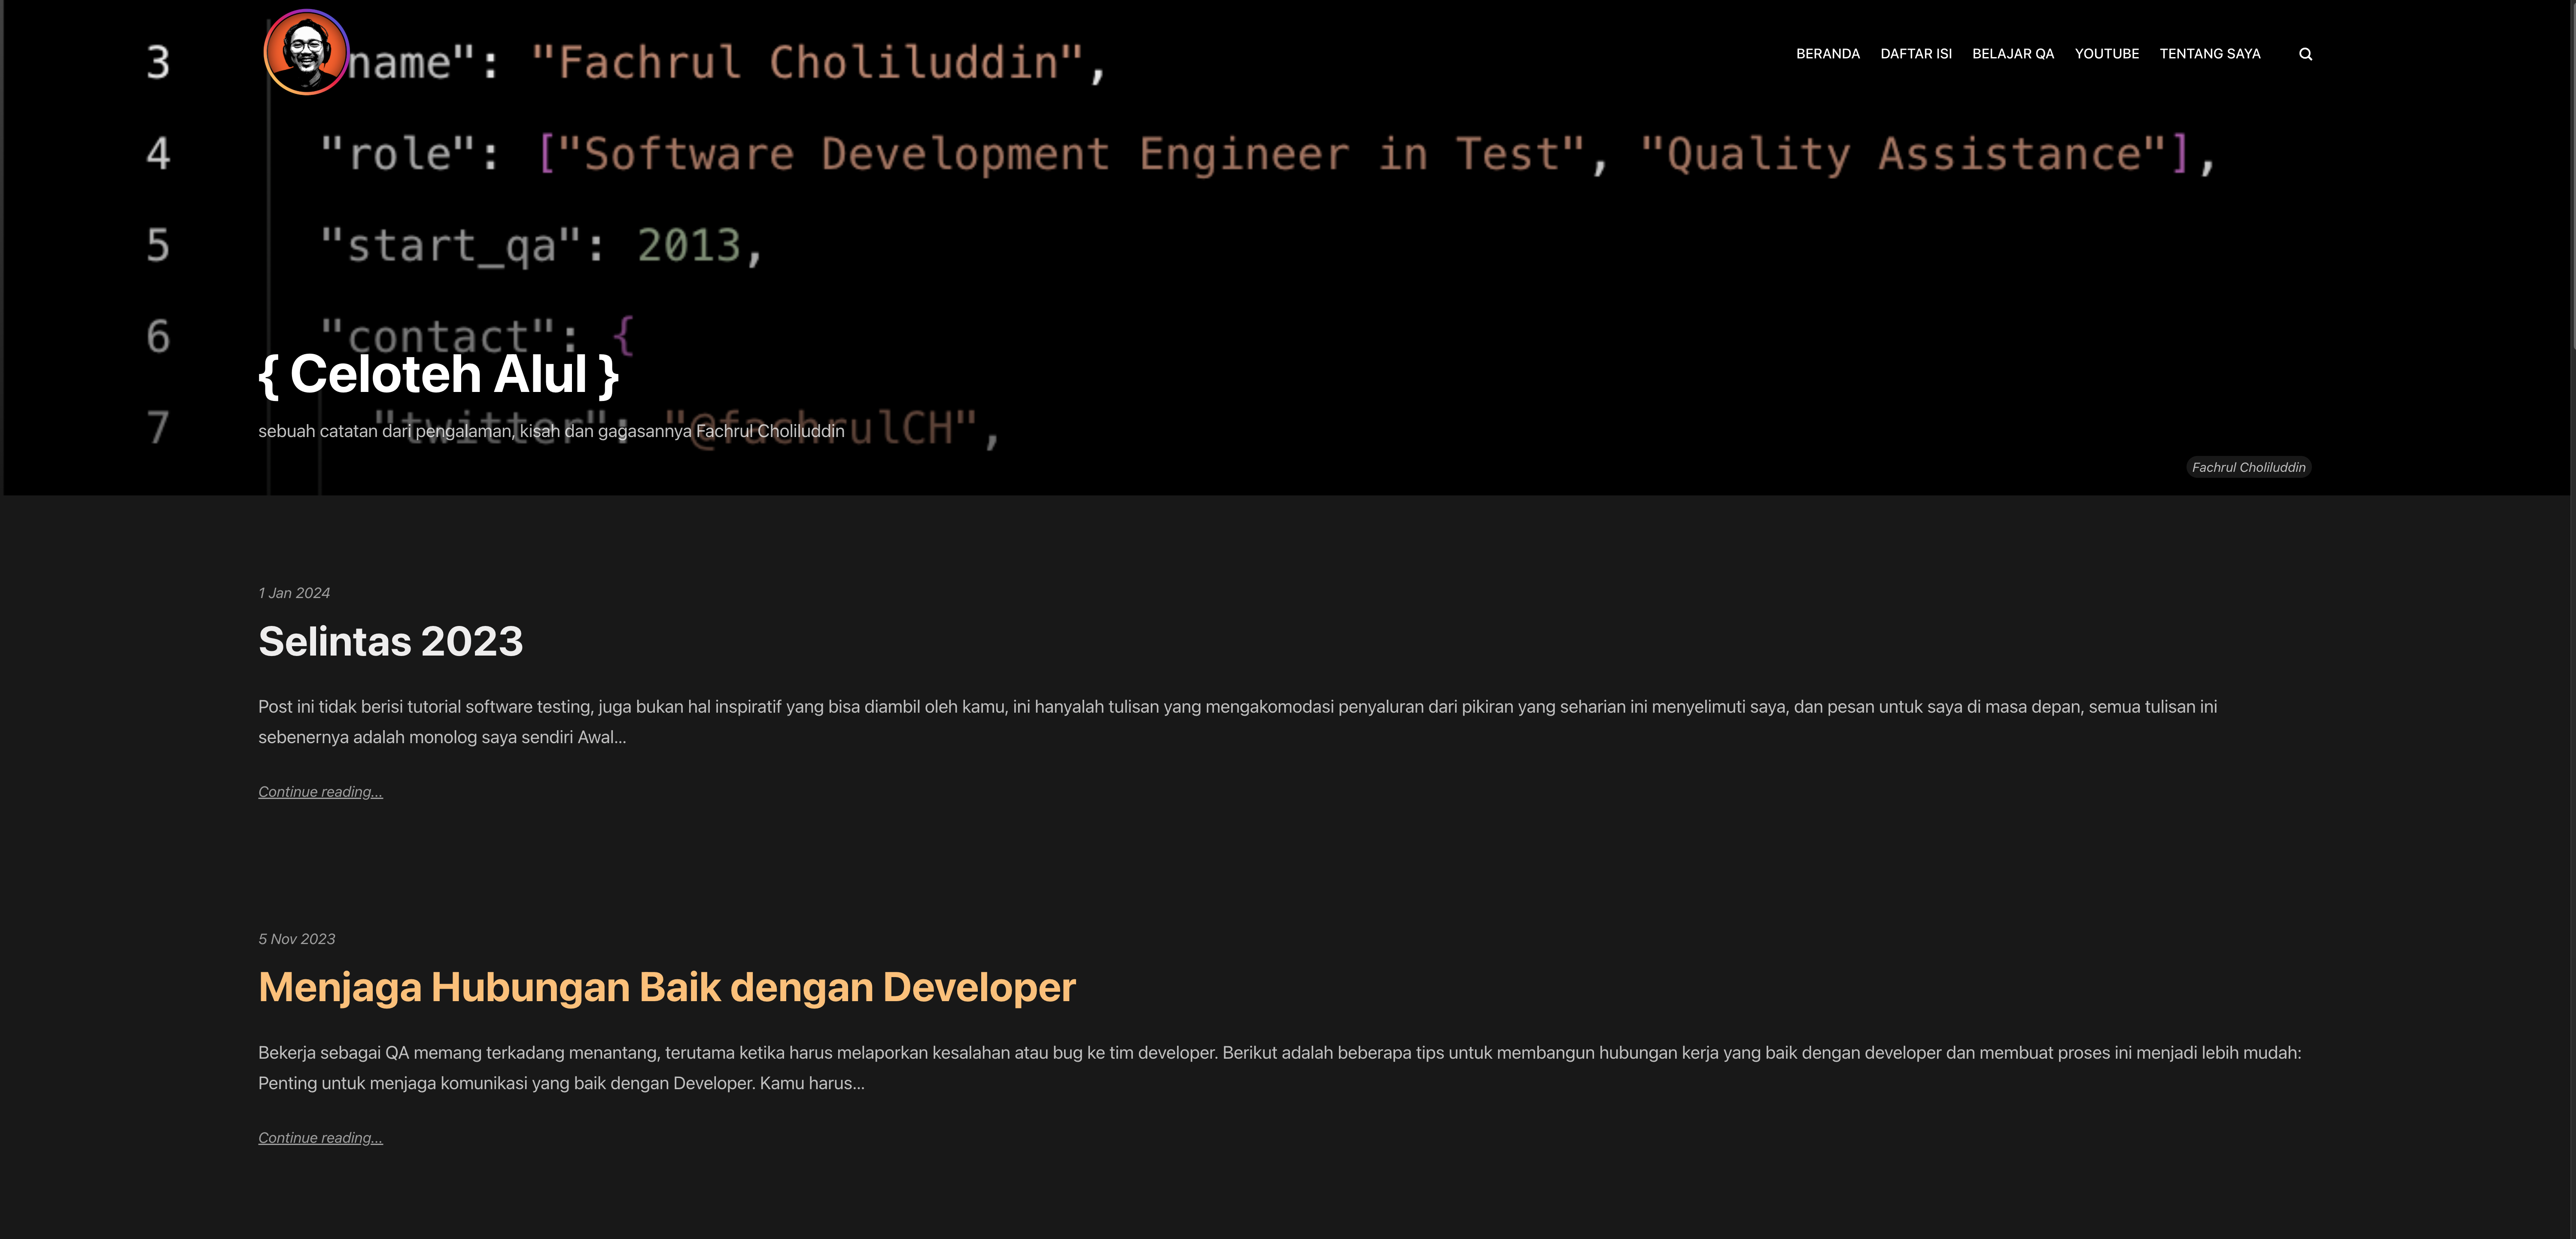 3 name": "Fachrul Choliluddin",
BERANDA DAFTAR ISI BELAJAR QA YOUTUBE TENTANG SAYA
4 "role": ["Software Development Engineer in Test", "Quality Assistance"],
5 "start_qa": 2013,
6 "contact": {
{ Celoteh Alul }
7 "twitter": "@fachrulCH",
sebuah catatan dari pengalaman, kisah dan gagasannya Fachrul Choliluddin
Fachrul Choliluddin
1 Jan 2024
Selintas 2023
Post ini tidak berisi tutorial software testing, juga bukan hal inspiratif yang bisa diambil oleh kamu, ini hanyalah tulisan yang mengakomodasi penyaluran dari pikiran yang seharian ini menyelimuti saya, dan pesan untuk saya di masa depan, semua tulisan ini
sebenernya adalah monolog saya sendiri Awal...
Continue reading...
5 Nov 2023
Menjaga Hubungan Baik dengan Developer
Bekerja sebagai QA memang terkadang menantang, terutama ketika harus melaporkan kesalahan atau bug ke tim developer. Berikut adalah beberapa tips untuk membangun hubungan kerja yang baik dengan developer dan membuat proses ini menjadi lebih mudah:
Penting untuk menjaga komunikasi yang baik dengan Developer. Kamu harus...
Continue reading...